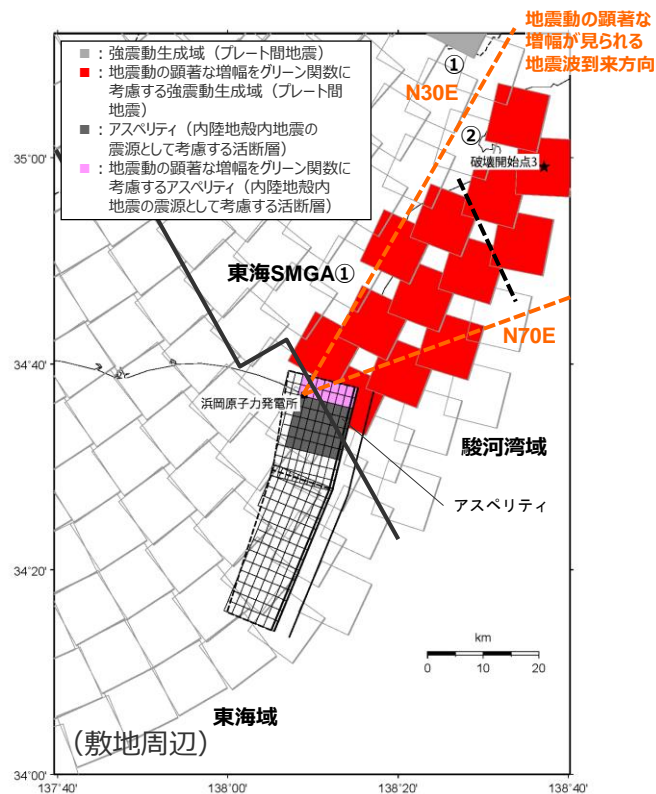 地震動の顕著な
増幅が見られる
地震波到来方向
■：強震動生成域（プレート間地震）
■：地震動の顕著な増幅をグリーン関数に
考慮する強震動生成域（プレート間
地震）
■：アスペリティ（内陸地殻内地震の
震源として考慮する活断層）
■：地震動の顕著な増幅をグリーン関数に
考慮するアスペリティ（内陸地殻内
地震の震源として考慮する活断層）
①
N30E
②
破壊開始点3
★
35°00'
東海SMGA①
N70E
34°40'
浜岡原子力発電所
駿河湾域
アスペリティ
34°20'
km
0 10 20
東海域
（敷地周辺）
34°00'
137°40' 138°00' 138°20' 138°40'